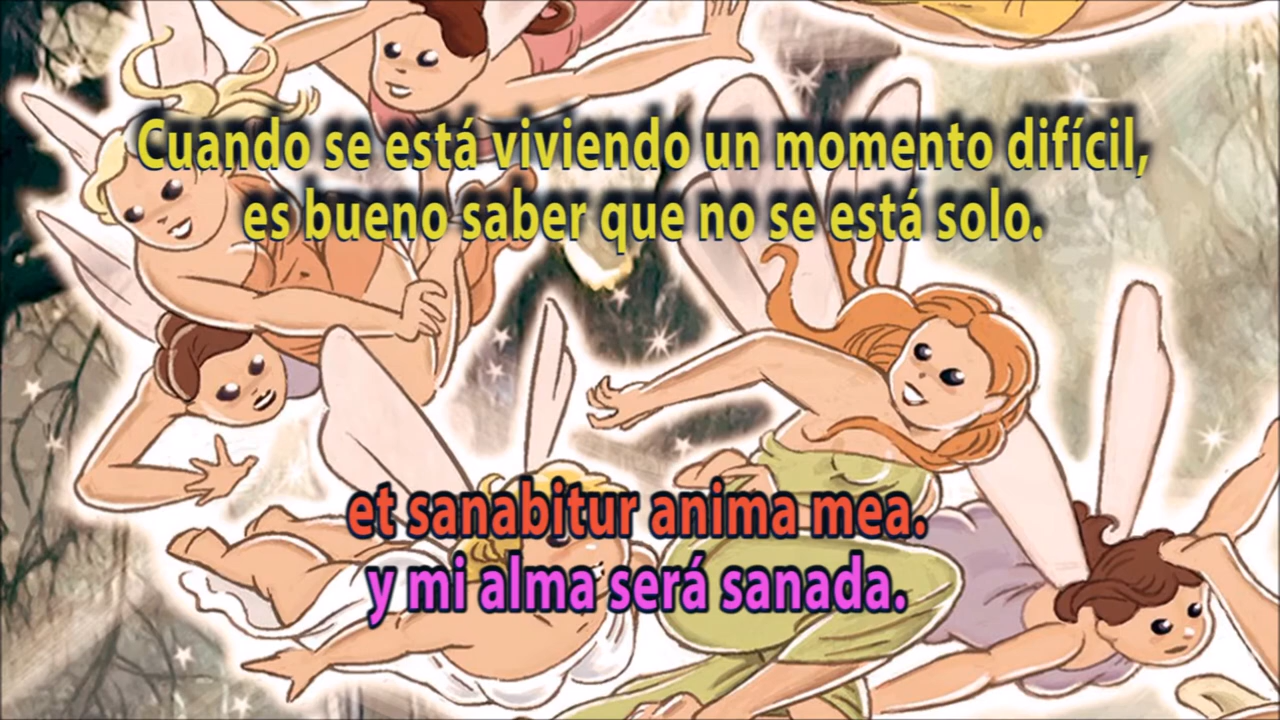 Cuando se está viviendo un momento difícil,
es bueno saber que no se está solo.
et sanabitur anima mea.
y mi alma será sanada.